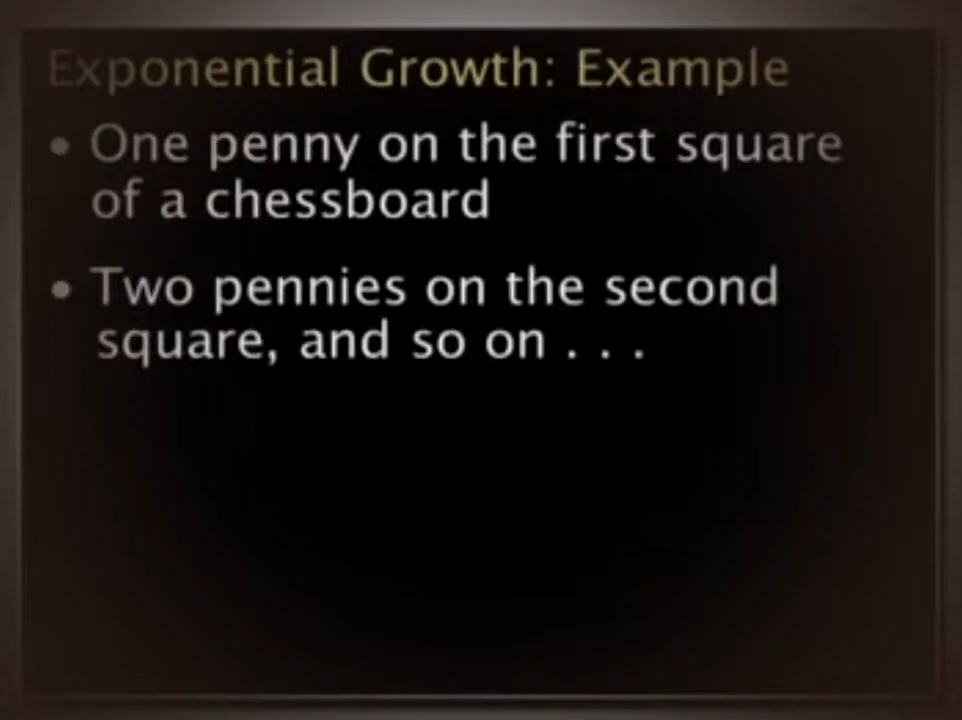 Exponential Growth: Example
• One penny on the first square
of a chessboard
• Two pennies on the second
square, and so on . . .